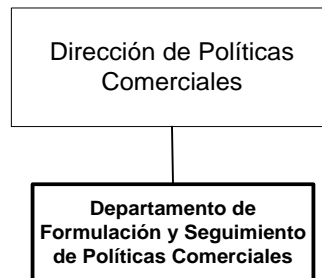 Dirección de Políticas
Comerciales
Departamento de
Formulación y Seguimiento
de Políticas Comerciales